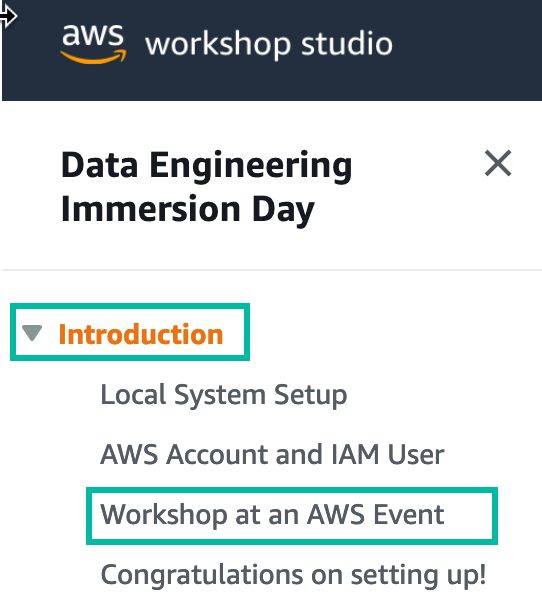 aws workshop studio
Data Engineering
Immersion Day
Introduction
Local System Setup
AWS Account and IAM User
Workshop at an AWS Event
Congratulations on setting up!